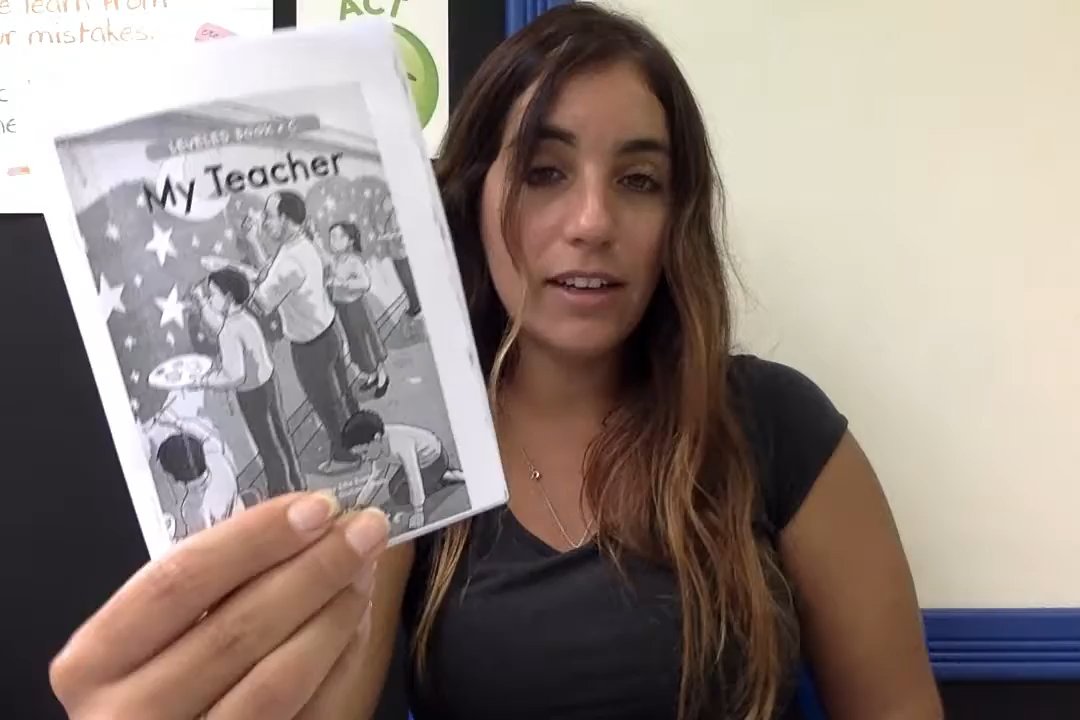 e learn from
ur mistakes.
ACT
LEVELED BOOK • C
My Teacher